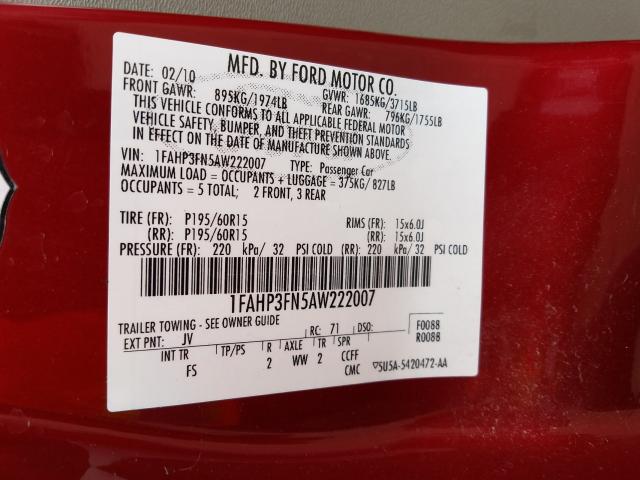 MFD. BY FORD MOTOR CO.
02/10
FRONT GAWR: 895KG/1974LB
GVWR: 1685KG/3715LB
REAR GAWR: 796KG/1755LB
THIS VEHICLE CONFORMS TO ALL APPLICABLE FEDERAL MOTOR
VEHICLE SAFETY, BUMPER, AND THEFT PREVENTION STANDARDS
IN EFFECT ON THE DATE OF MANUFACTURE SHOWN ABOVE.
VIN: 1FAHP3FN5AW222007 TYPE: Passenger Car
MAXIMUM LOAD = OCCUPANTS + LUGGAGE = 375KG/ 827LB
OCCUPANTS = 5 TOTAL; 2 FRONT, 3 REAR
TIRE (FR): P195/60R15 RIMS (FR): 15x6.0J
(RR): P195/60R15 (RR): 15x6.0J
PRESSURE (FR): 220 kPa/ 32 PSI COLD (RR): 220 kPa/ 32 PSI COLD
1FAHP3FN5AW222007
TRAILER TOWING - SEE OWNER GUIDE
EXT PNT: JV RC: 71 DSO: F0088
R0088
INT TR TP/PS R AXLE TR SPR
FS 2 WW 2 CCFF
CMC 5U5A-5420472-AA